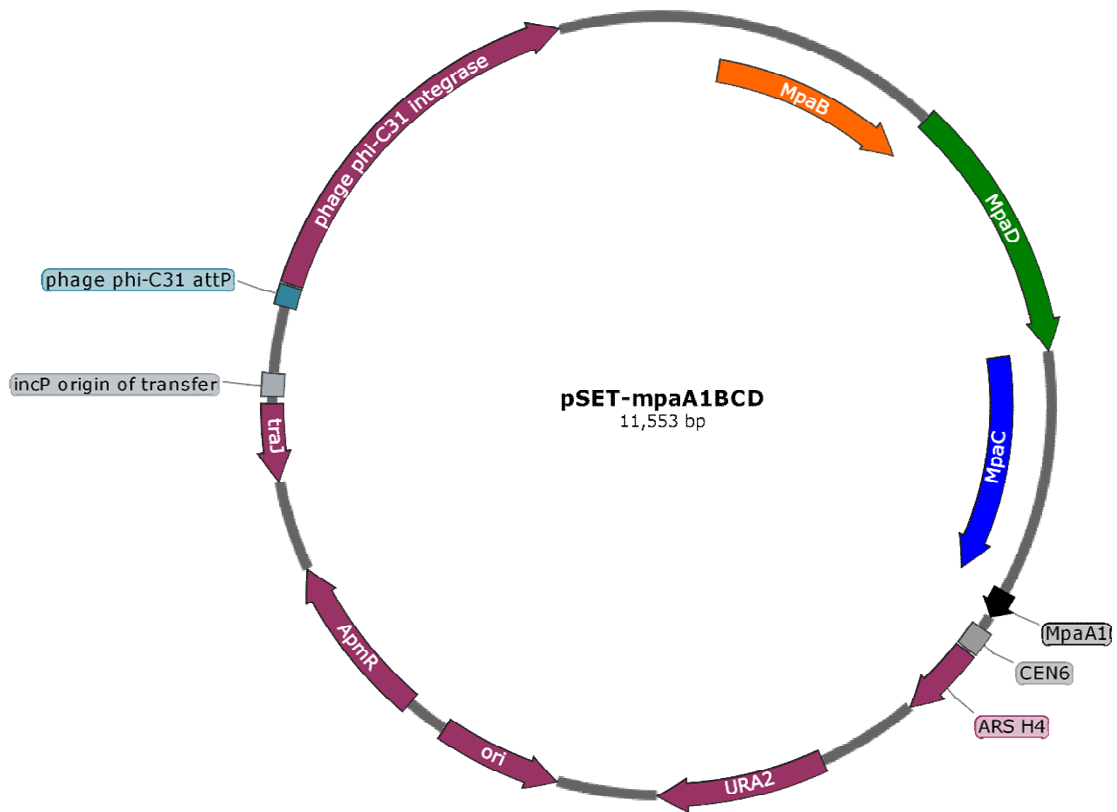 phage phi-C31 integrase
MpaB
MpaD
phage phi-C31 attP
incP origin of transfer
traJ
pSET-mpaA1BCD
11,553 bp
MpaC
MpaA1
CEN6
ARS H4
ApmR
ori
URA2